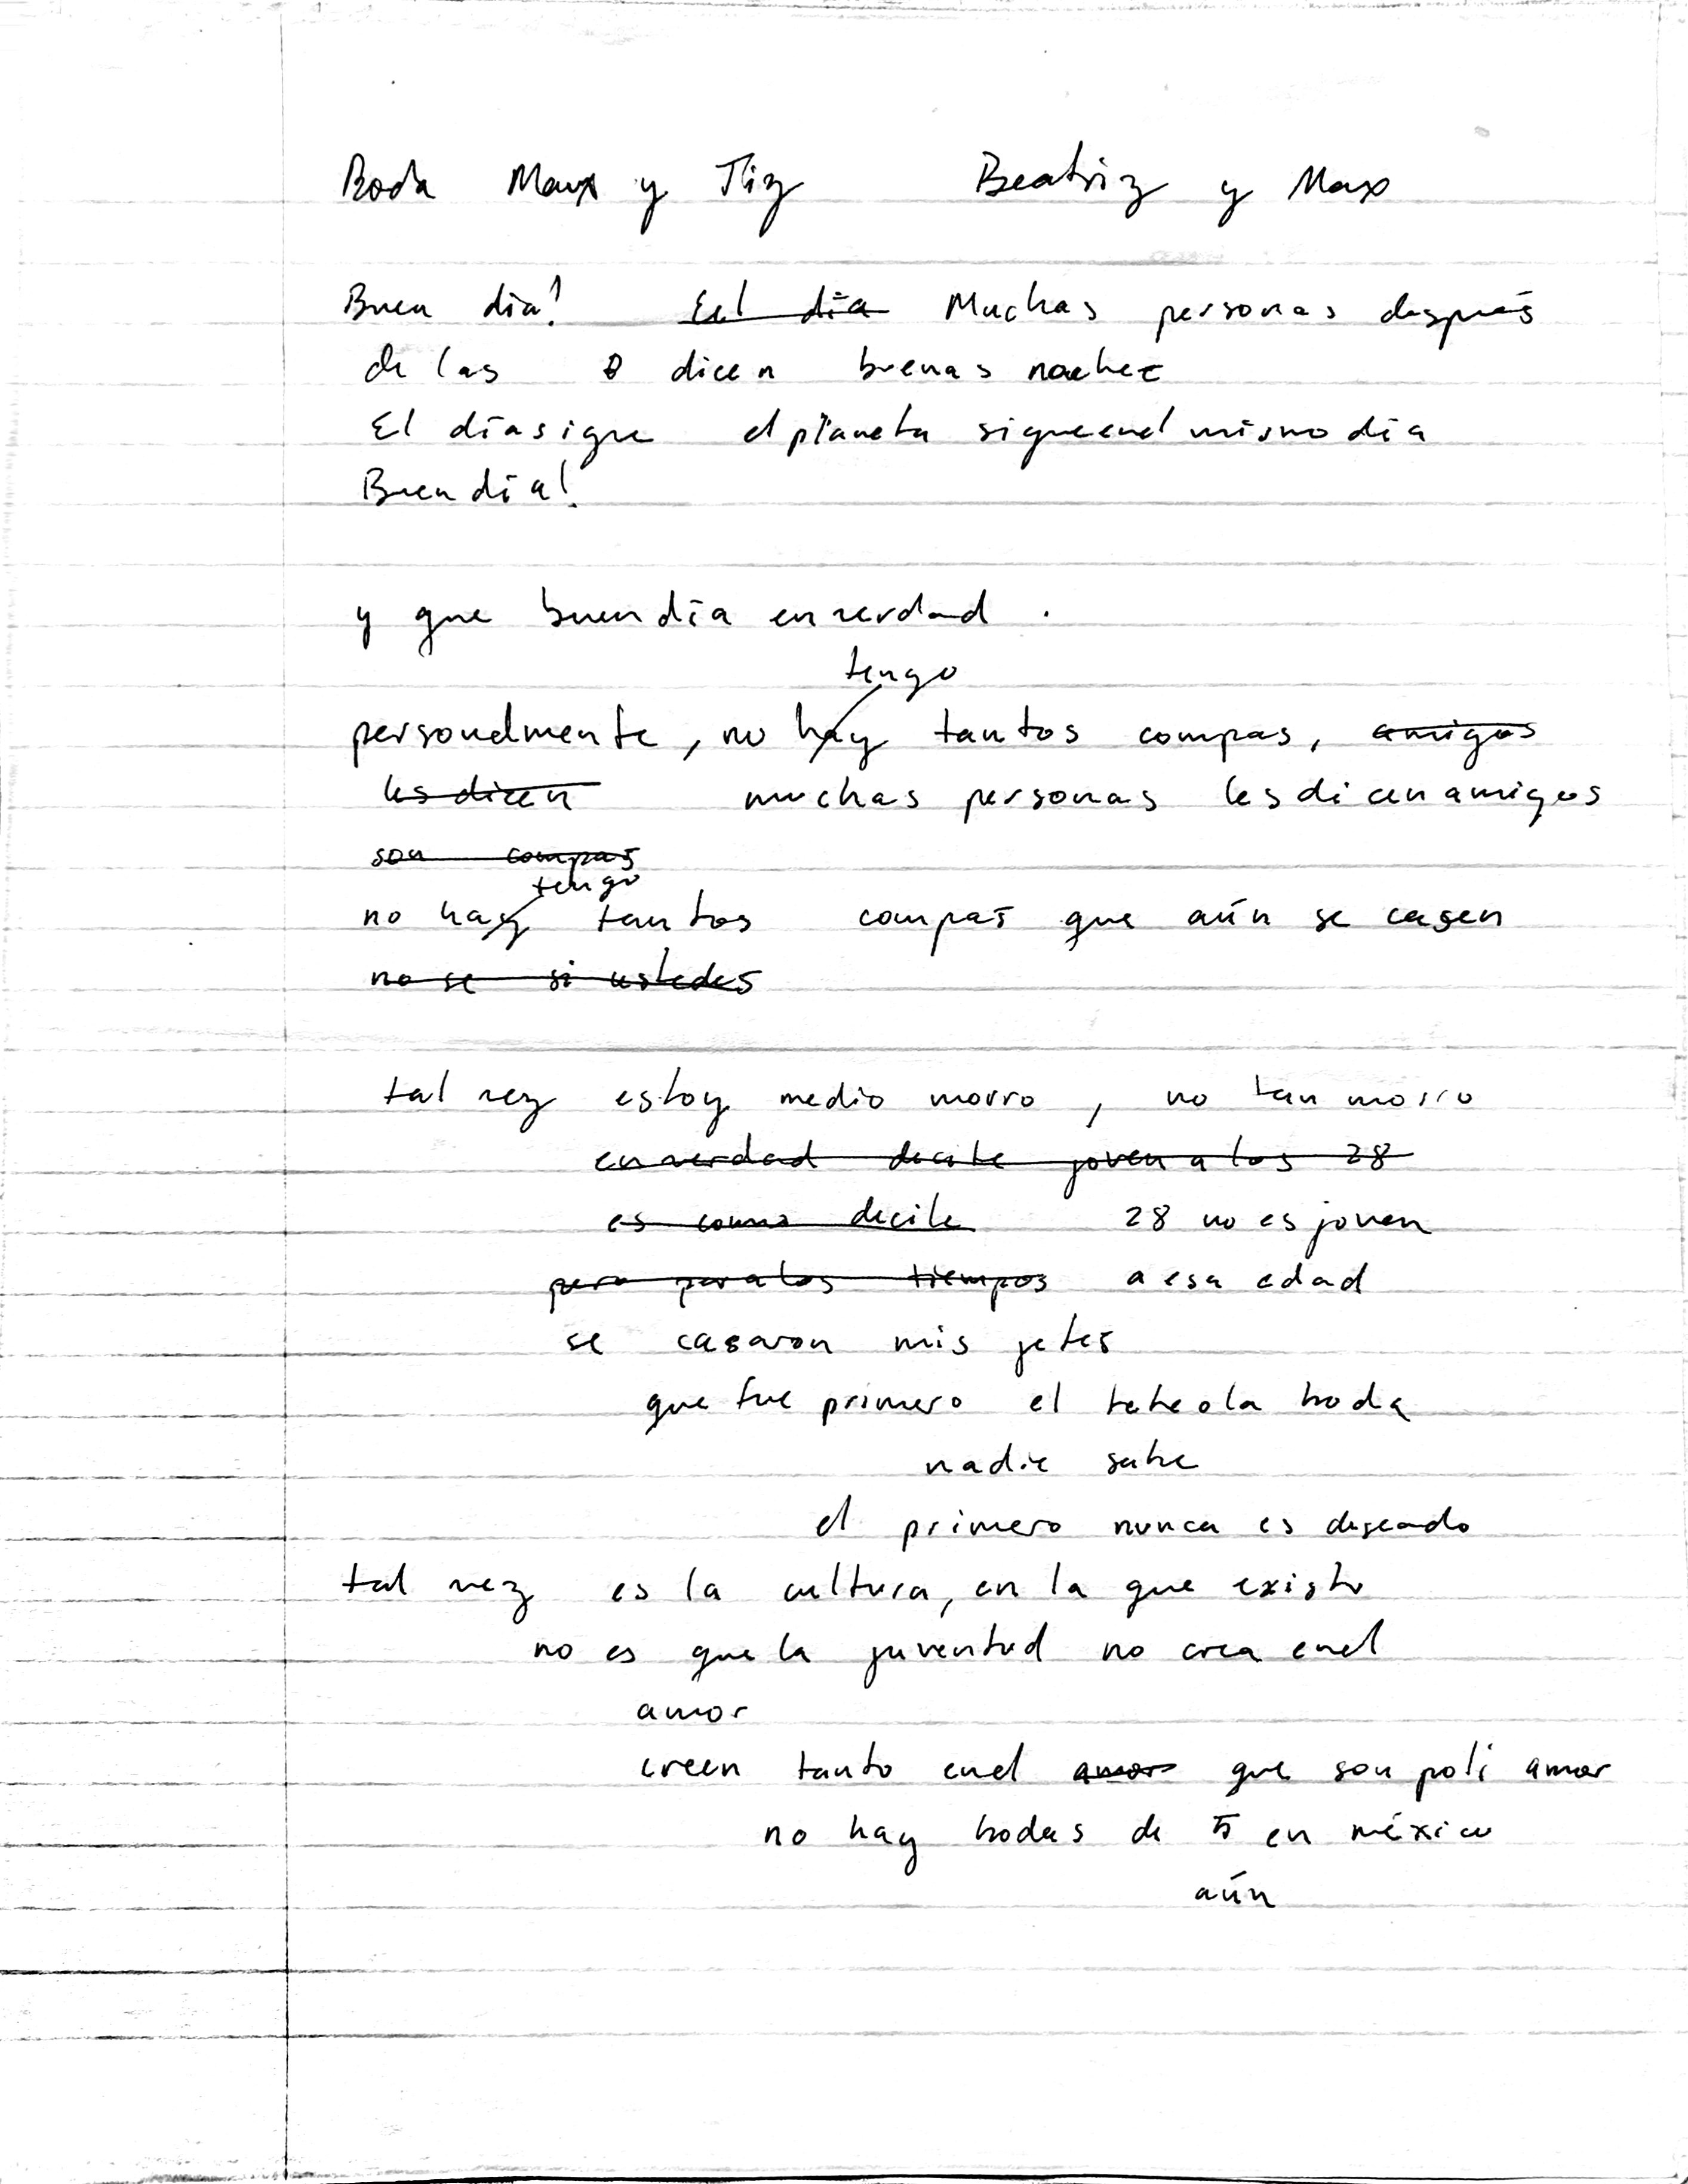 Boda Max y Tiz Beatriz y Max
Buen día! El día Muchas personas después
de las 8 dicen buenas noches
El día sigue el planeta sigue en el mismo día
Buen día!
y que buen día en verdad .
tengo
personalmente, no hay tantos compas, amigos
les dicen muchas personas les dicen amigos
son compas
tengo
no hay tantos compas que aún se casen
no se si ustedes
tal vez estoy medio morro , no tan morro
en verdad decirte joven a los 28
es como decirle 28 no es joven
pero para los tiempos a esa edad
se casaron mis jefes
que fue primero el bebe o la boda
nadie sabe
el primero nunca es deseado
tal vez es la cultura, en la que existo
no es que la juventud no crea en el
amor
creen tanto en el amor que son poli amor
no hay bodas de 5 en méxico
aún